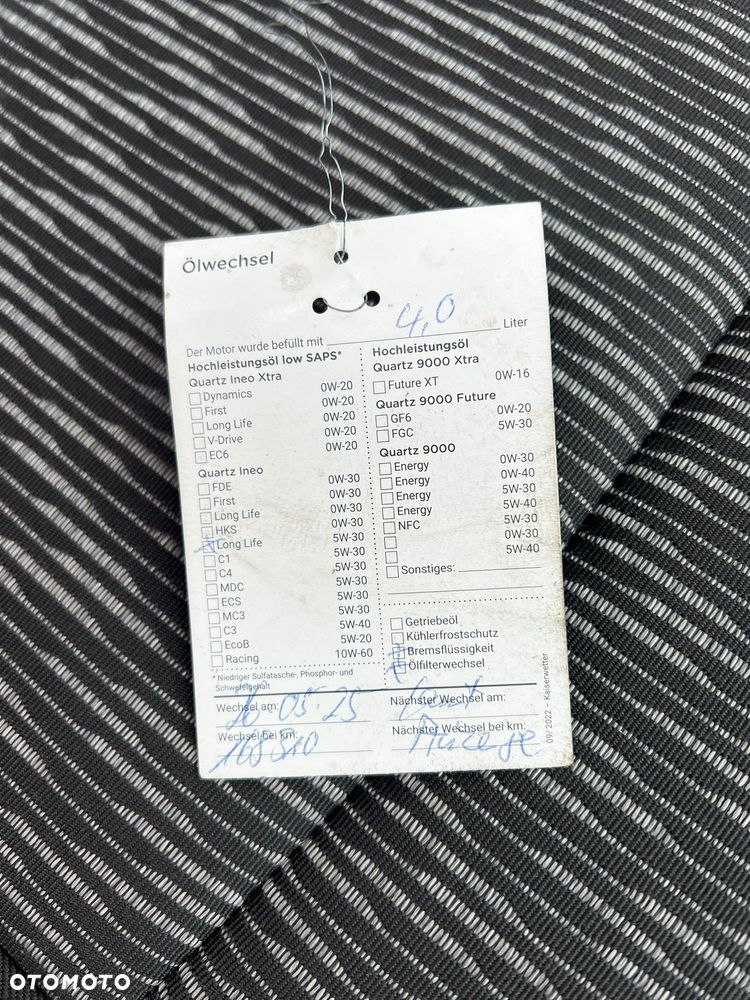 Ölwechsel
Der Motor wurde befüllt mit 4,0 Liter
Hochleistungsöl low SAPS*
Quartz Ineo Xtra
Dynamics 0W-20
First 0W-20
Long Life 0W-20
V-Drive 0W-20
EC6 0W-20
Quartz Ineo
FDE 0W-30
First 0W-30
Long Life 0W-30
HKS 0W-30
Long Life 5W-30
C1 5W-30
C4 5W-30
MDC 5W-30
ECS 5W-30
MC3 5W-30
C3 5W-40
EcoB 5W-20
Racing 10W-60
* Niedriger Sulfatasche-, Phosphor- und
Schwefelgehalt
Hochleistungsöl
Quartz 9000 Xtra
Future XT 0W-16
Quartz 9000 Future
GF6 0W-20
FGC 5W-30
Quartz 9000
Energy 0W-30
Energy 0W-40
Energy 5W-30
Energy 5W-40
NFC 5W-30
0W-30
5W-40
Sonstiges:
Getriebeöl
Kühlerfrostschutz
Bremsflüssigkeit
Ölfilterwechsel
Wechsel am: 05.25
Nächster Wechsel am:
Wechsel bei km: 168510
Nächster Wechsel bei km:
09/2022 – Kaiserwetter
OTOMOTO